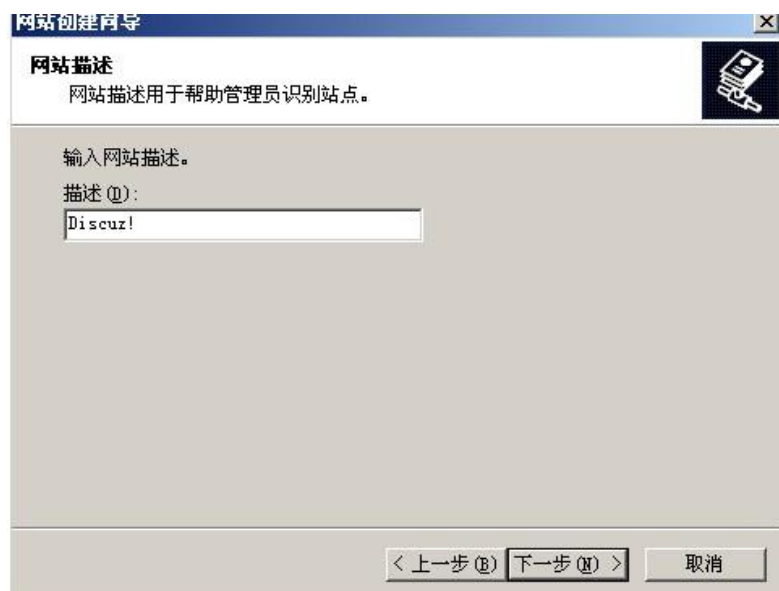 网站创建向导
网站描述
网站描述用于帮助管理员识别站点。
输入网站描述。
描述(D):
Discuz!
< 上一步(B) 下一步(N) > 取消